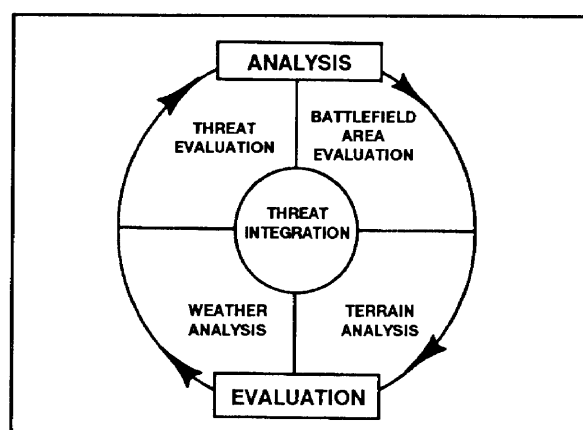 ANALYSIS
THREAT
EVALUATION
BATTLEFIELD
AREA
EVALUATION
THREAT
INTEGRATION
WEATHER
ANALYSIS
TERRAIN
ANALYSIS
EVALUATION